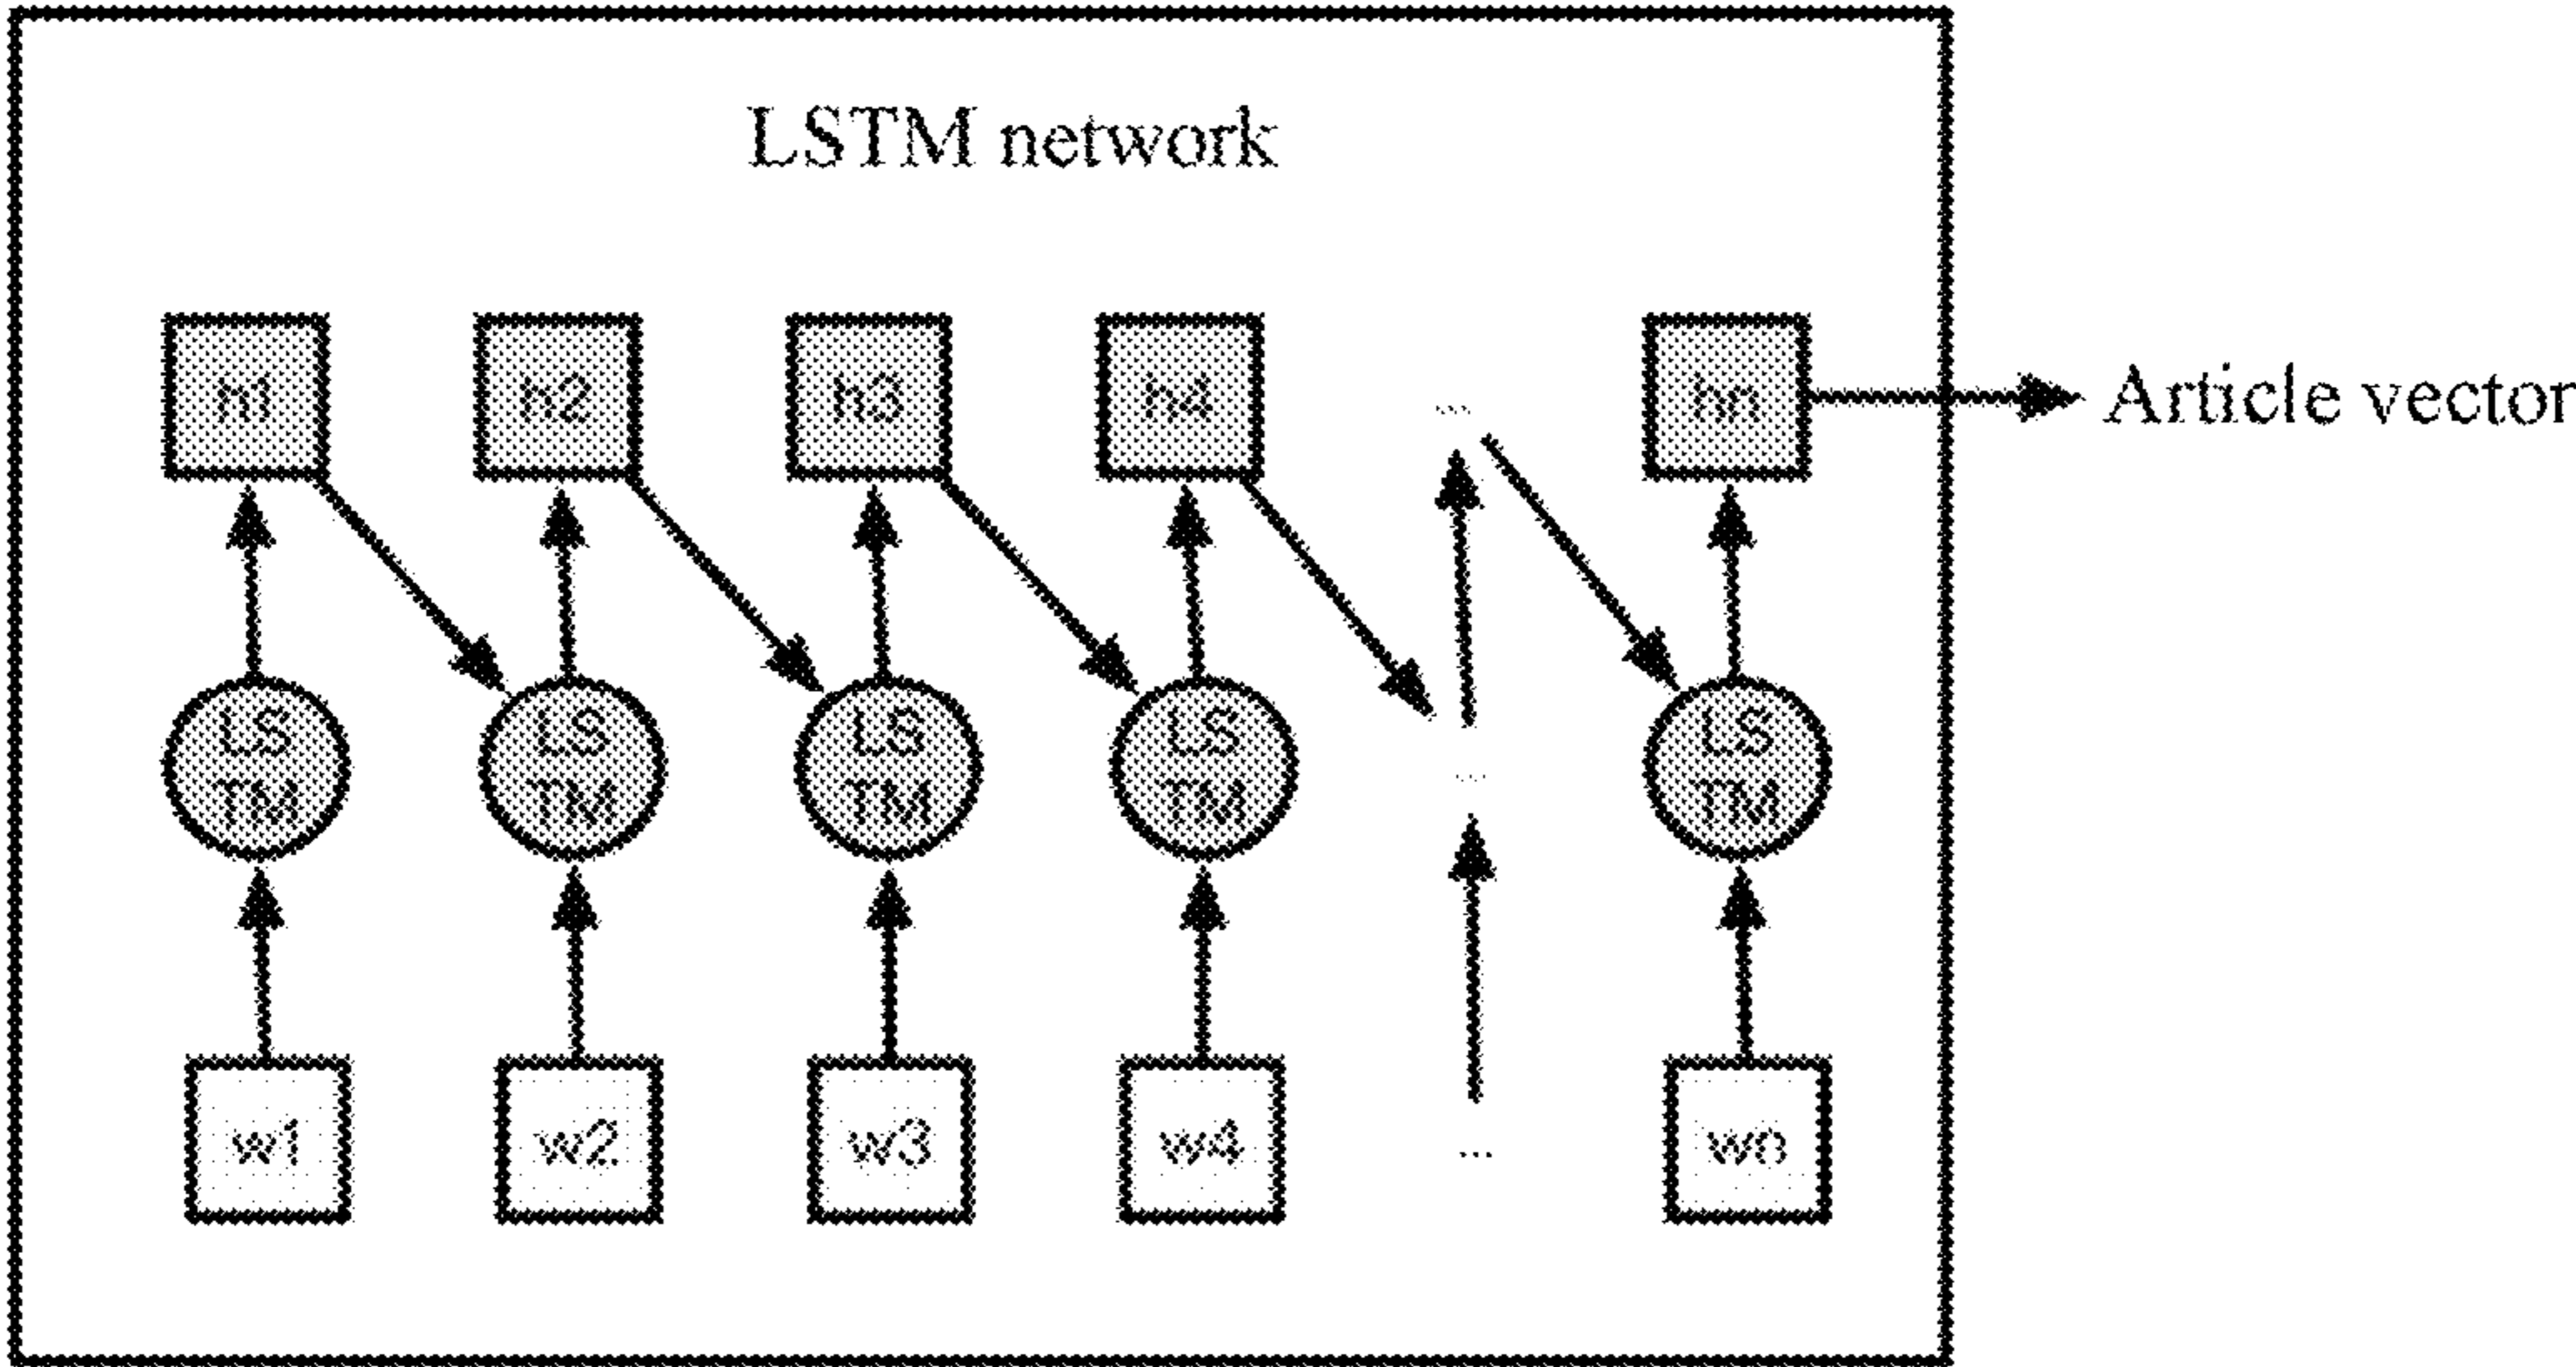 LSTM network
h1
h2
h3
h4
...
hn
Article vector
LS
TM
LS
TM
LS
TM
LS
TM
...
LS
TM
w1
w2
w3
w4
...
wn